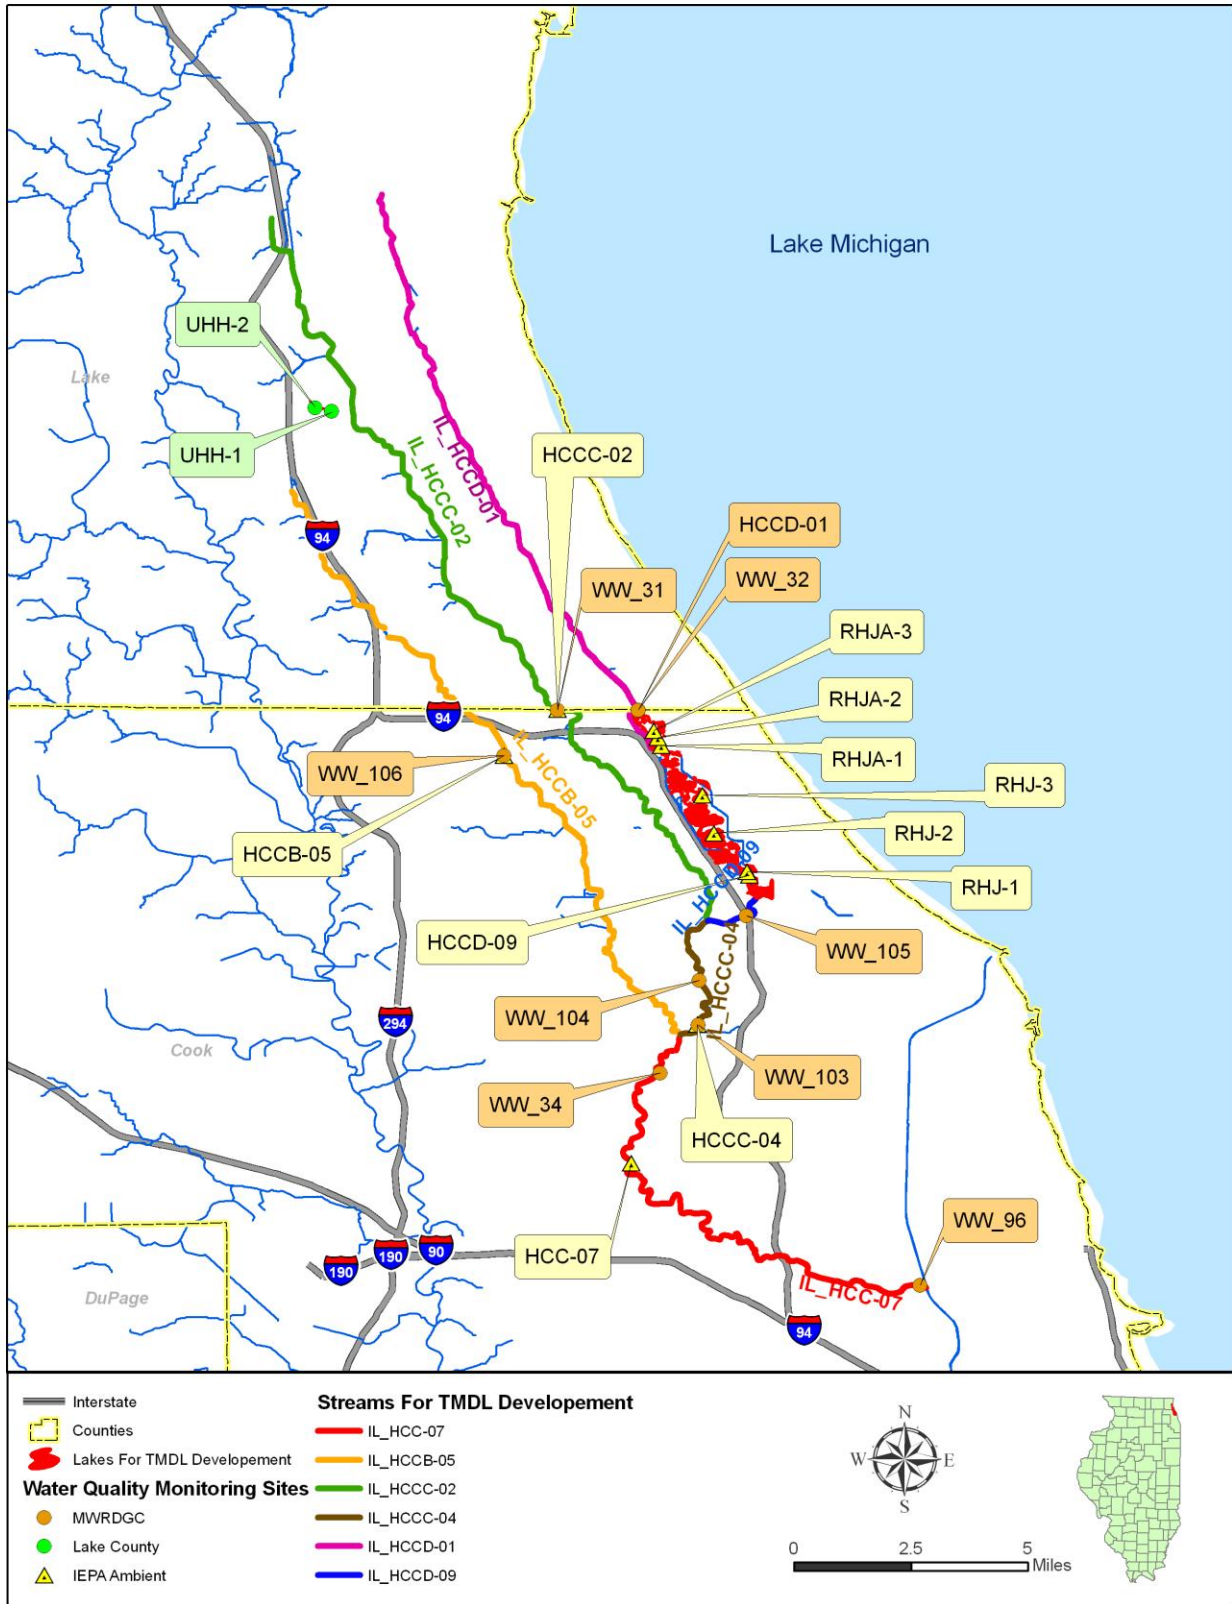 Lake Michigan
UHH-2
Lake
UHH-1
IL_HCCD-01
IL_HCCC-02
HCCC-02
HCCD-01
94
WW_31
WW_32
RHJA-3
RHJA-2
94
RHJA-1
WW_106
IL_HCCB-05
RHJ-3
HCCB-05
RHJ-2
IL_HCCD-09
RHJ-1
HCCD-09
WW_105
IL_HCCC-04
WW_104
294
Cook
WW_103
WW_34
HCCC-04
WW_96
HCC-07
190
190
90
IL_HCC-07
DuPage
94
Interstate
Counties
Lakes For TMDL Developement
Water Quality Monitoring Sites
MWRDGC
Lake County
IEPA Ambient
Streams For TMDL Developement
IL_HCC-07
IL_HCCB-05
IL_HCCC-02
IL_HCCC-04
IL_HCCD-01
IL_HCCD-09
N
W E
S
0 2.5 5
Miles